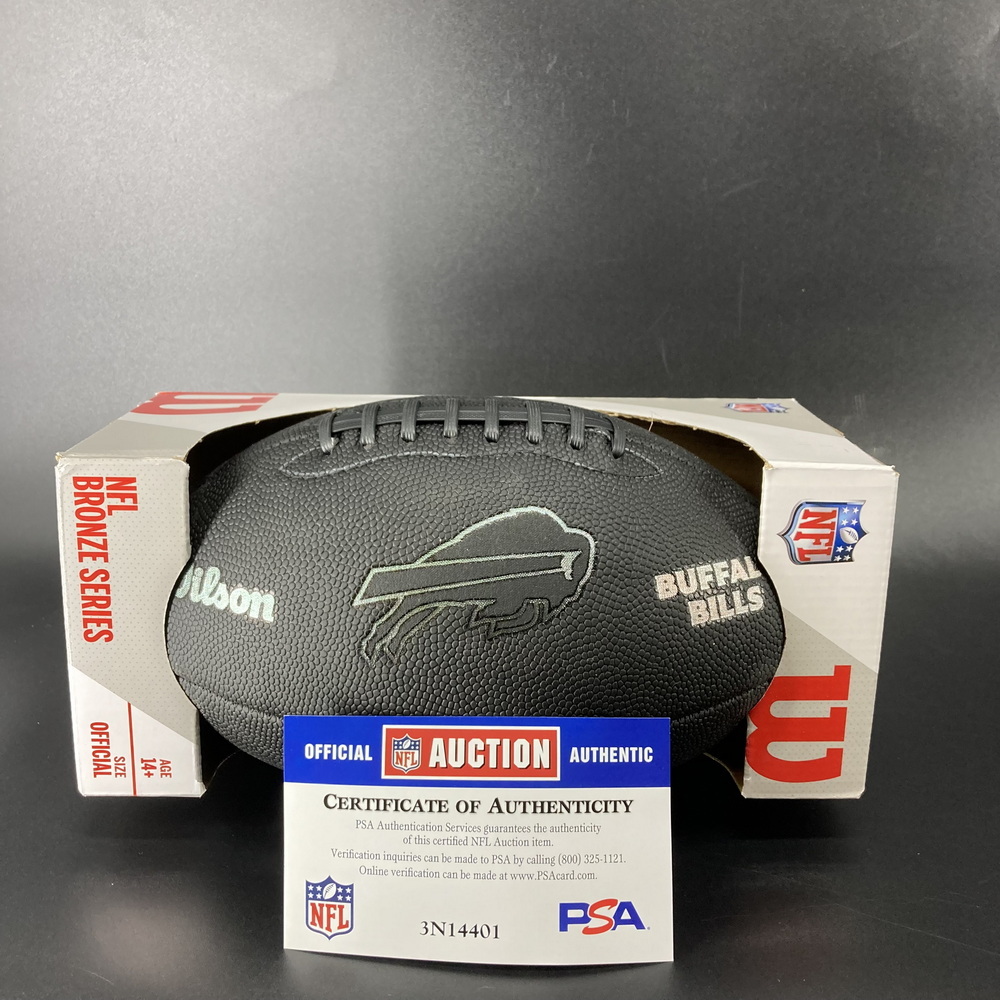 NFL
BRONZE SERIES
AGE
14+
SIZE
OFFICIAL
Wilson
BUFFAL
BILLS
NFL
W
W
NFL
OFFICIAL NFL AUCTION AUTHENTIC
CERTIFICATE OF AUTHENTICITY
PSA Authentication Services guarantees the authenticity
of this certified NFL Auction item.
Verification inquiries can be made to PSA by calling (800) 325-1121.
Online verification can be made at www.PSAcard.com.
NFL
3N14401
PSA